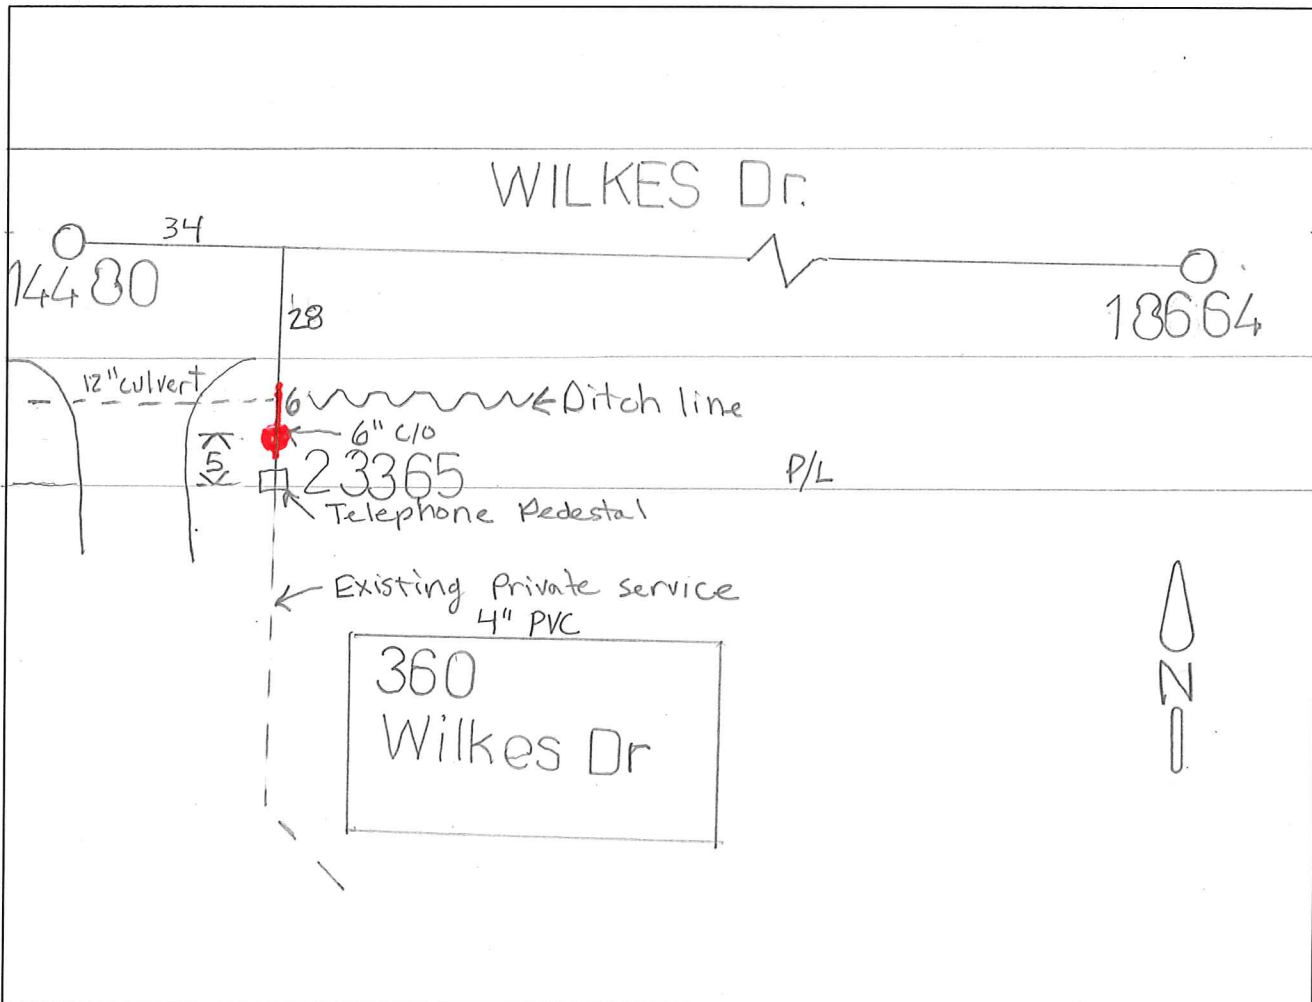 WILKES Dr.
34
14480
28
18664
12" culvert
6
Ditch line
6" c/o
5
23365
P/L
Telephone Pedestal
Existing Private service
4" PVC
360
Wilkes Dr
N